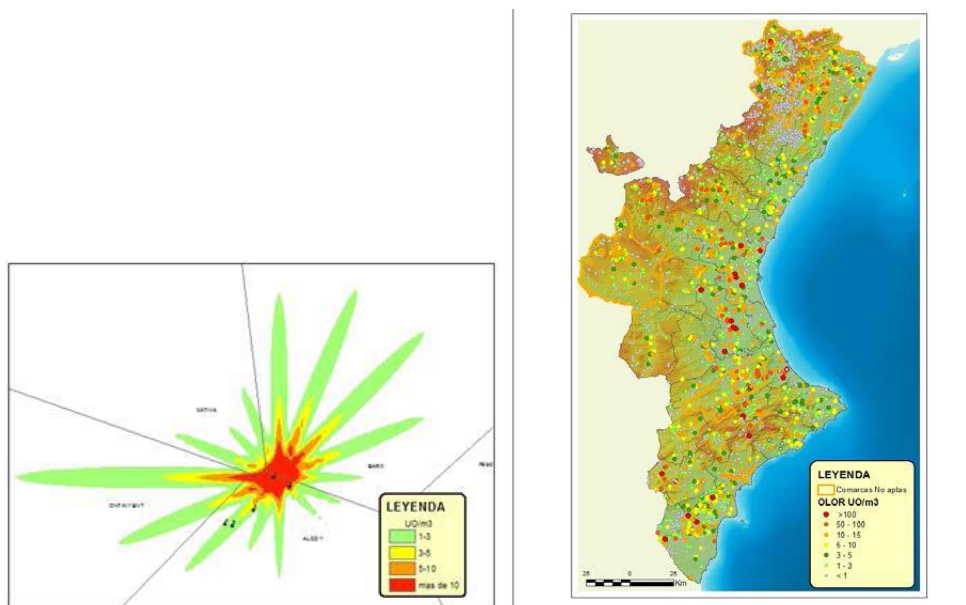 ONTINYENT
BARX
LEYENDA
UO/m3
1-3
3-5
5-10
mas de 10
LEYENDA
Comarcas No aptas
OLOR UO/m3
>100
50 - 100
10 - 15
5 - 10
3 - 5
1 - 3
< 1
25
0
25
Km